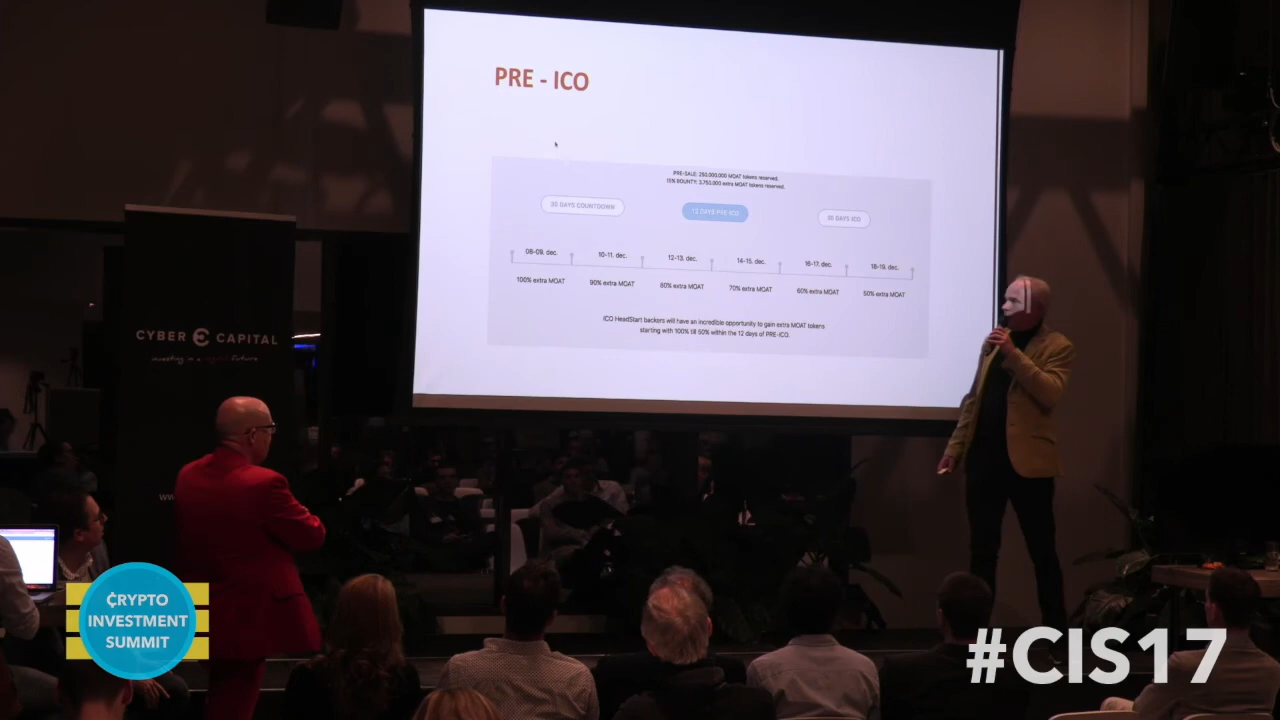 PRE - ICO
PRE-SALE: 250.000.000 MOAT tokens reserved.
15% BOUNTY: 3.750.000 extra MOAT tokens reserved.
30 DAYS COUNTDOWN
12 DAYS PRE-ICO
30 DAYS ICO
08-09. dec.
10-11. dec.
12-13. dec.
14-15. dec.
16-17. dec.
18-19. dec.
100% extra MOAT
90% extra MOAT
80% extra MOAT
70% extra MOAT
60% extra MOAT
50% extra MOAT
ICO HeadStart backers will have an incredible opportunity to gain extra MOAT tokens
starting with 100% till 50% within the 12 days of PRE-ICO.
CYBER CAPITAL
investing in a digital future
CRYPTO
INVESTMENT
SUMMIT
#CIS17